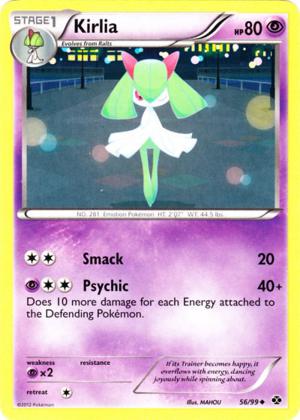 STAGE1 Kirlia HP80
Evolves from Ralts
NO. 281 Emotion Pokémon HT: 2'07" WT: 44.5 lbs.
Smack 20
Psychic 40+
Does 10 more damage for each Energy attached to
the Defending Pokémon.
weakness resistance
×2
retreat
If its Trainer becomes happy, it
overflows with energy, dancing
joyously while spinning about.
©2012 Pokémon Illus. MAHOU 56/99